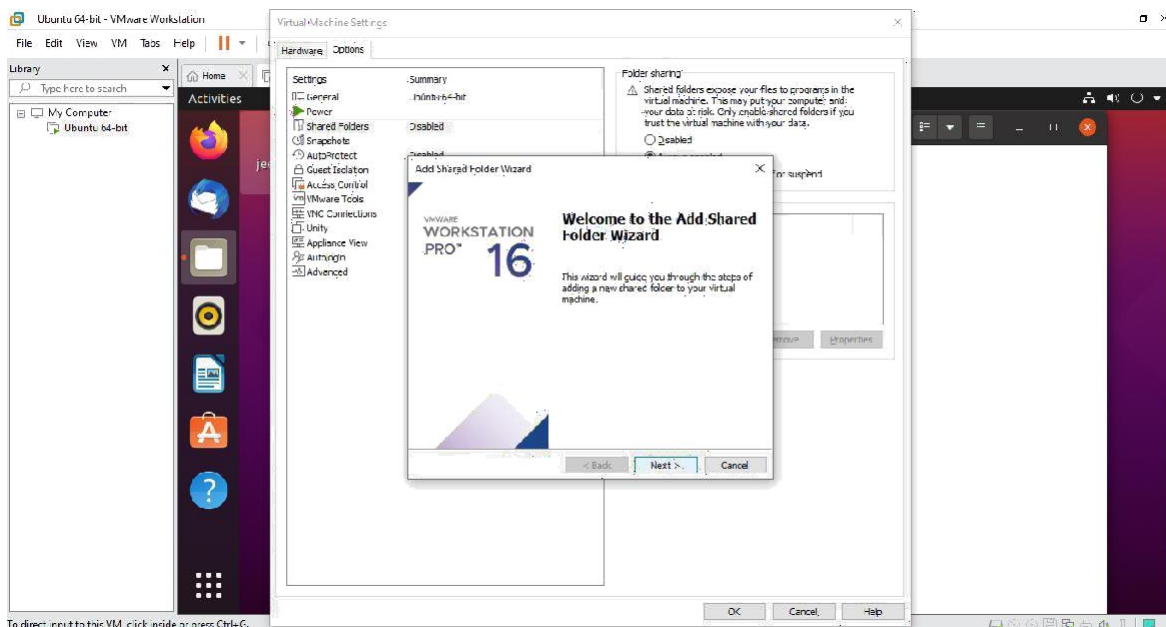 Ubuntu 64-bit - VMware Workstation
File Edit View VM Tabs Help
Library
Type here to search
My Computer
Ubuntu 64-bit
Home
Activities
Virtual Machine Settings
Hardware Options
Settings Summary
General Ubuntu 64-bit
Power
Shared Folders Disabled
Snapshots
AutoProtect Disabled
Guest Isolation
Access Control
VMware Tools
VNC Connections
Unity
Appliance View
Autologin
Advanced
Folder sharing
Shared folders expose your files to programs in the
virtual machine. This may put your computer and
your data at risk. Only enable shared folders if you
trust the virtual machine with your data.
Disabled
or suspend
Add Shared Folder Wizard
VMWARE
WORKSTATION
PRO™ 16
Welcome to the Add Shared
Folder Wizard
This wizard will guide you through the steps of
adding a new shared folder to your virtual
machine.
< Back Next > Cancel
Properties
OK Cancel Help
To direct input to this VM, click inside or press Ctrl+G.